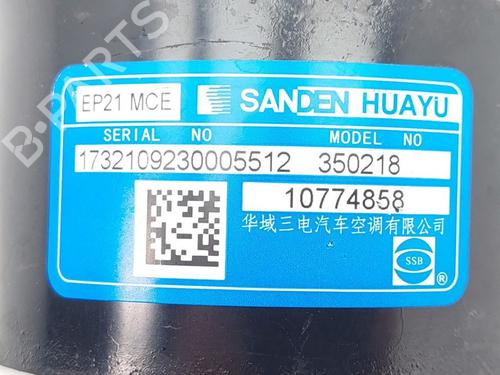 EP21 MCE SANDEN HUAYU
SERIAL NO MODEL NO
1732109230005512 350218
10774858
华域三电汽车空调有限公司
SSB ®
B-PARTS